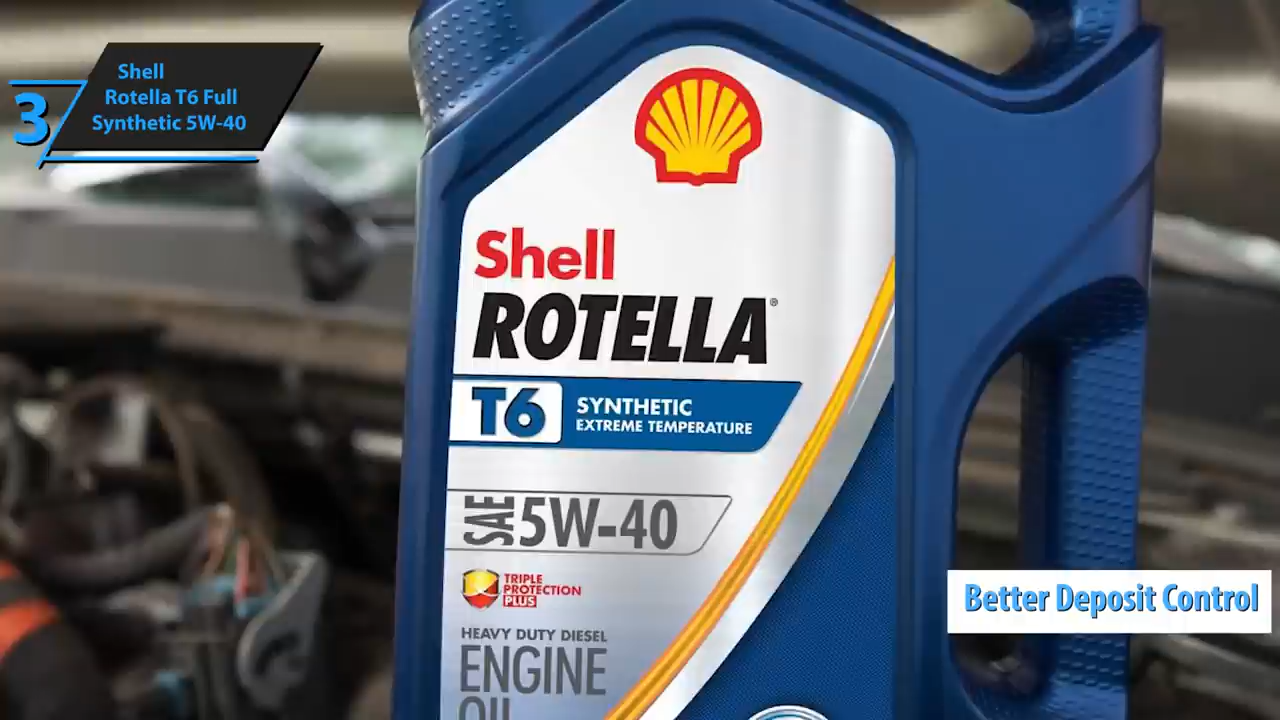 3
Shell
Rotella T6 Full
Synthetic 5W-40
Shell
ROTELLA®
T6
SYNTHETIC
EXTREME TEMPERATURE
SAE 5W-40
TRIPLE
PROTECTION
PLUS
HEAVY DUTY DIESEL
ENGINE
OIL
Better Deposit Control